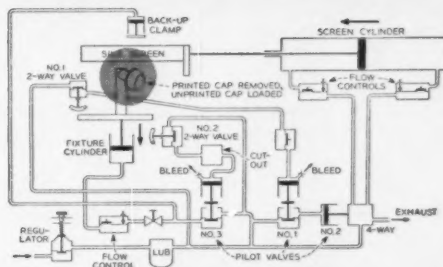 BACK-UP
CLAMP
SCREEN CYLINDER
SCREEN
NO. 1
2-WAY VALVE
FLOW
CONTROLS
PRINTED CAP REMOVED,
UNPRINTED CAP LOADED
FIXTURE
CYLINDER
NO. 2
2-WAY VALVE
CUT-
OUT
BLEED
BLEED
EXHAUST
4-WAY
REGU-
LATOR
NO. 3
NO. 1
NO. 2
FLOW
CONTROL
LUB
PILOT VALVES